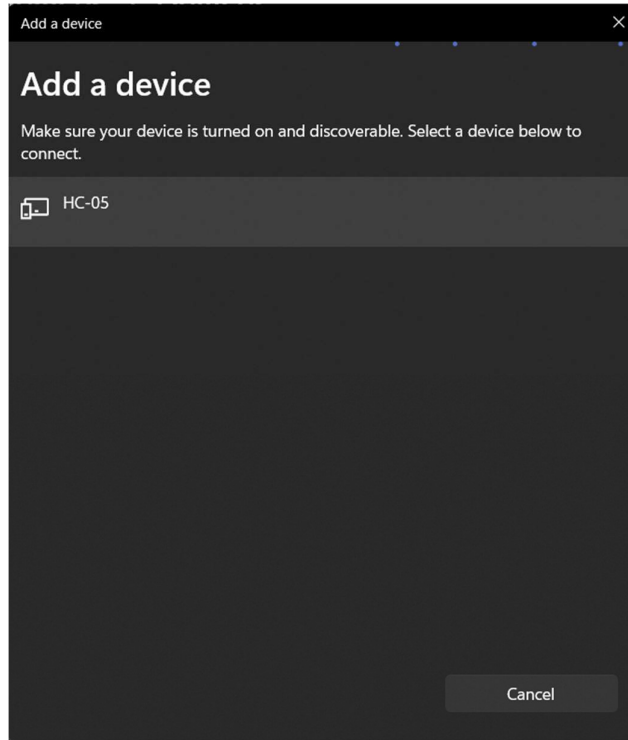 Add a device
Add a device
Make sure your device is turned on and discoverable. Select a device below to
connect.
HC-05
Cancel